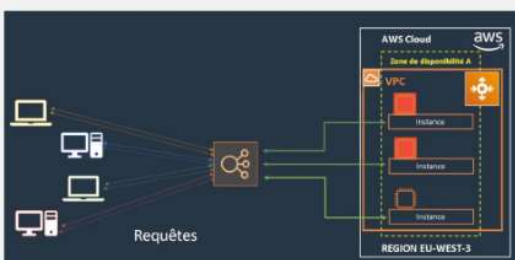 AWS Cloud
aws
Zone de disponibilité A
VPC
Instance
Instance
Instance
Requêtes
REGION EU-WEST-3